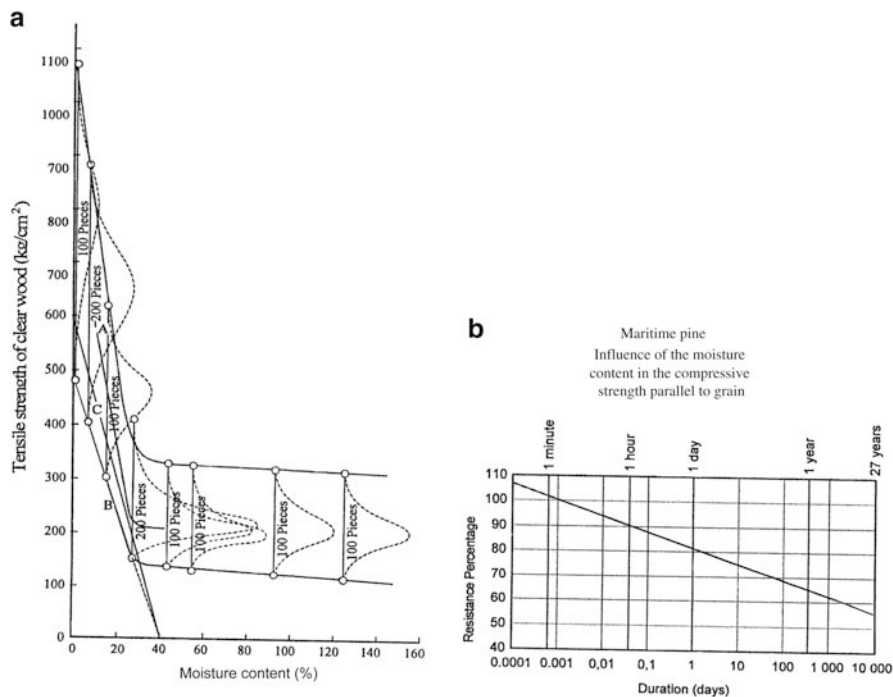 a
1100
1000
700
800
700
600
500
400
300
200
100
0
Tensile strength of clear wood (kg/cm²)
100 Pieces
200 Pieces
A
100 Pieces
C
B
200 Pieces
100 Pieces
100 Pieces
100 Pieces
100 Pieces
0 20 40 60 80 100 120 140 160
Moisture content (%)
b
Maritime pine
Influence of the moisture
content in the compressive
strength parallel to grain
1 minute
1 hour
1 day
1 year
27 years
110
100
90
80
70
60
50
40
Resistance Percentage
0.0001 0.001 0,01 0,1 1 10 100 1 000 10 000
Duration (days)